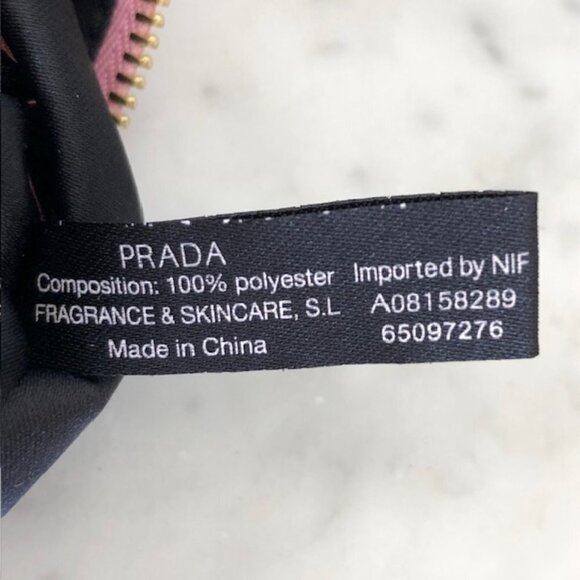 PRADA
Composition: 100% polyester Imported by NIF
FRAGRANCE & SKINCARE, S.L A08158289
Made in China 65097276